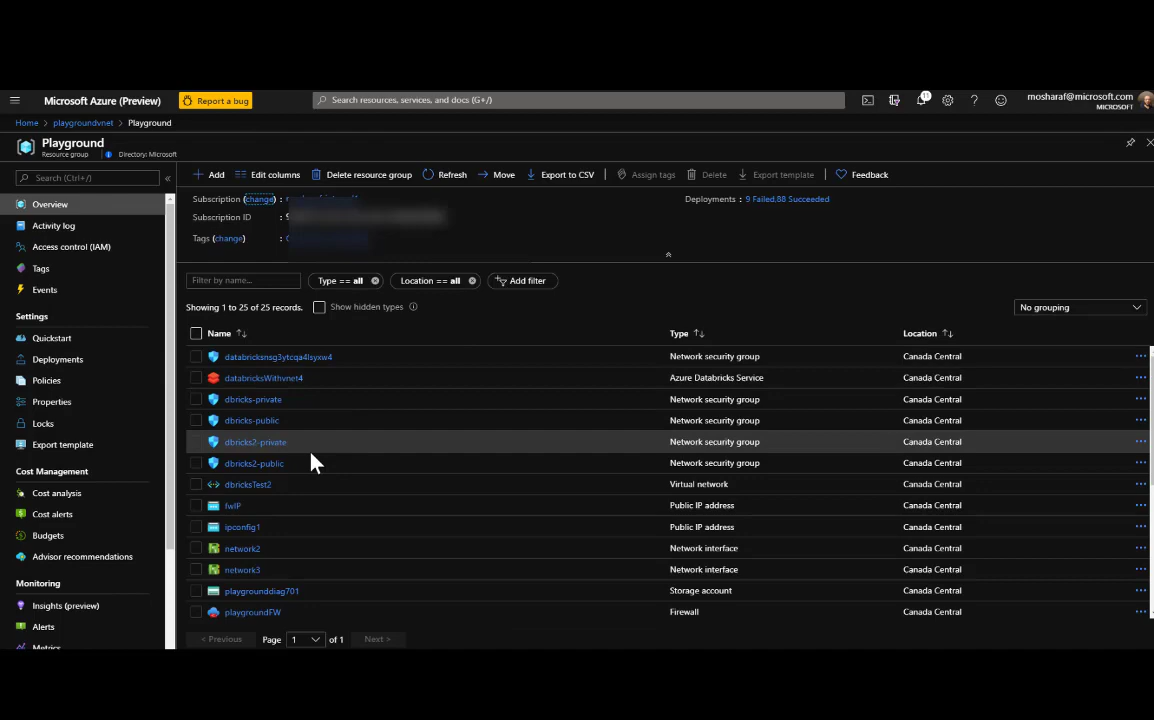 Microsoft Azure (Preview) Report a bug Search resources, services, and docs (G+/) 11 mosharaf@microsoft.com
MICROSOFT
Home > playgroundvnet > Playground
Playground
Resource group Directory: Microsoft
Search (Ctrl+/) « Add Edit columns Delete resource group Refresh Move Export to CSV Assign tags Delete Export template Feedback
Overview
Activity log
Access control (IAM)
Tags
Events
Settings
Quickstart
Deployments
Policies
Properties
Locks
Export template
Cost Management
Cost analysis
Cost alerts
Budgets
Advisor recommendations
Monitoring
Insights (preview)
Alerts
Metrics
Subscription (change) : Deployments : 9 Failed,88 Succeeded
Subscription ID : 9
Tags (change) :
Filter by name... Type == all Location == all Add filter
Showing 1 to 25 of 25 records. Show hidden types No grouping
Name ↑↓ Type ↑↓ Location ↑↓
databricksnsg3ytcqa4lsyxw4 Network security group Canada Central
databricksWithvnet4 Azure Databricks Service Canada Central
dbricks-private Network security group Canada Central
dbricks-public Network security group Canada Central
dbricks2-private Network security group Canada Central
dbricks2-public Network security group Canada Central
dbricksTest2 Virtual network Canada Central
fwIP Public IP address Canada Central
ipconfig1 Public IP address Canada Central
network2 Network interface Canada Central
network3 Network interface Canada Central
playgrounddiag701 Storage account Canada Central
playgroundFW Firewall Canada Central
< Previous Page 1 of 1 Next >